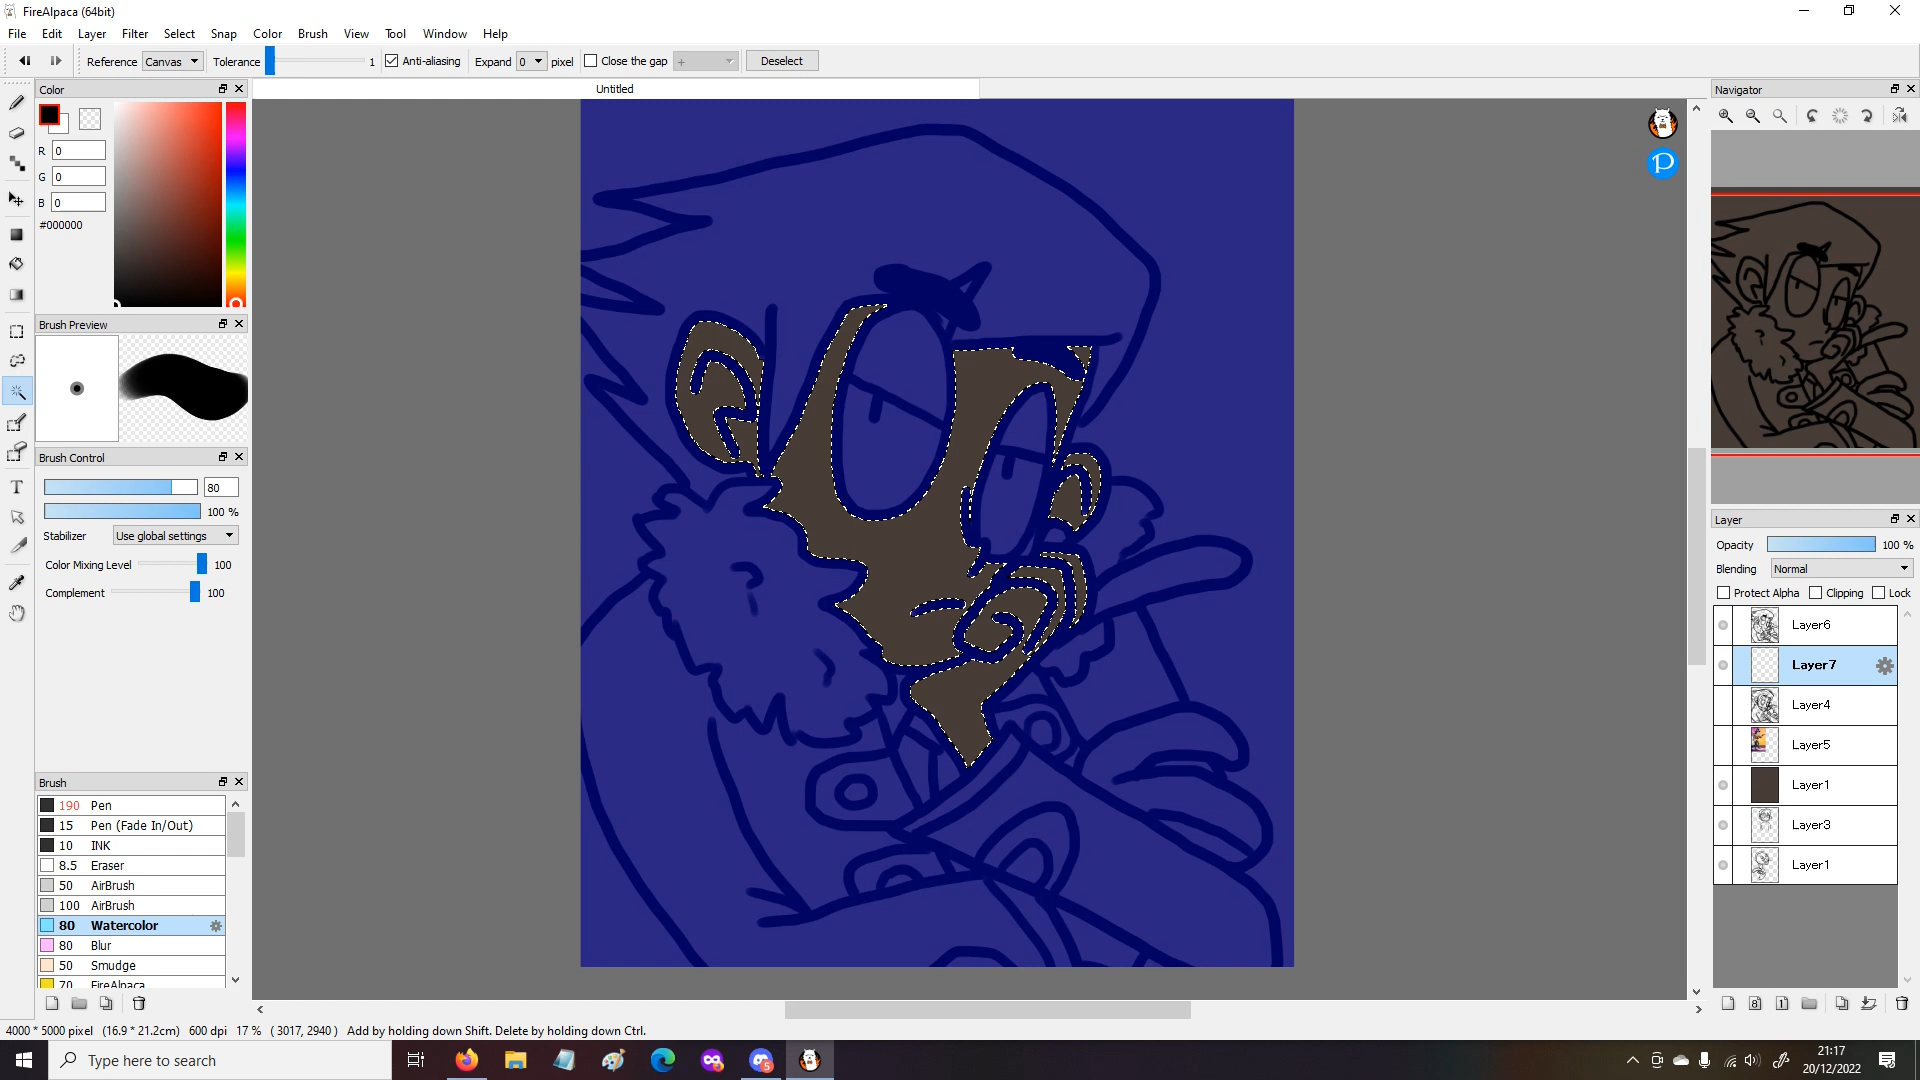 FireAlpaca (64bit)
File Edit Layer Filter Select Snap Color Brush View Tool Window Help
Reference Canvas Tolerance 1 Anti-aliasing Expand 0 pixel Close the gap + Deselect
Color
Untitled
Navigator
R 0
G 0
B 0
#000000
Brush Preview
Brush Control
80
100 %
Stabilizer Use global settings
Color Mixing Level 100
Complement 100
Brush
190 Pen
15 Pen (Fade In/Out)
10 INK
8.5 Eraser
50 AirBrush
100 AirBrush
80 Watercolor
80 Blur
50 Smudge
70 FireAlpaca
P
Layer
Opacity 100 %
Blending Normal
Protect Alpha Clipping Lock
Layer6
Layer7
Layer4
Layer5
Layer1
Layer3
Layer1
8 1
4000 * 5000 pixel (16.9 * 21.2cm) 600 dpi 17 % ( 3017, 2940 ) Add by holding down Shift. Delete by holding down Ctrl.
Type here to search
5
21:17
20/12/2022